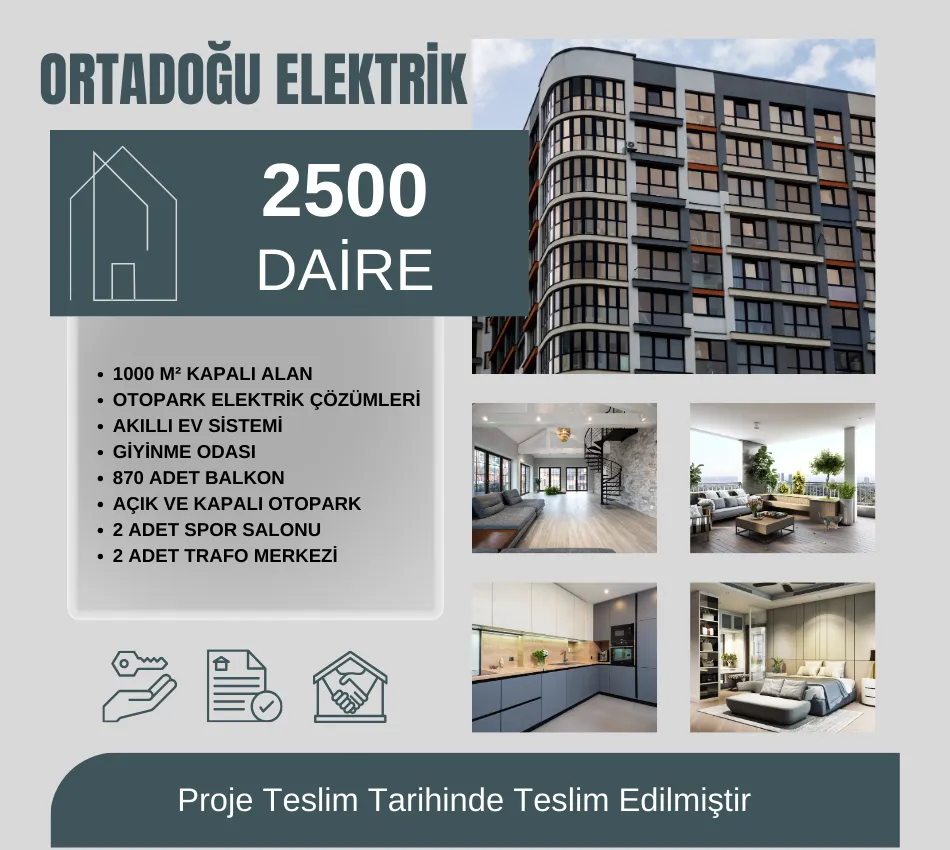 ORTADOĞU ELEKTRİK
2500
DAİRE
• 1000 M² KAPALI ALAN
• OTOPARK ELEKTRİK ÇÖZÜMLERİ
• AKILLI EV SİSTEMİ
• GİYİNME ODASI
• 870 ADET BALKON
• AÇIK VE KAPALI OTOPARK
• 2 ADET SPOR SALONU
• 2 ADET TRAFO MERKEZİ
Proje Teslim Tarihinde Teslim Edilmiştir